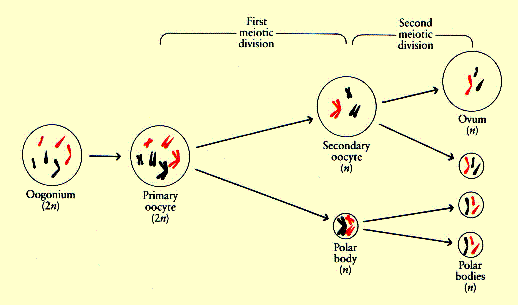 First
meiotic
division
Second
meiotic
division
Oogonium
(2n)
Primary
oocyte
(2n)
Secondary
oocyte
(n)
Ovum
(n)
Polar
body
(n)
Polar
bodies
(n)